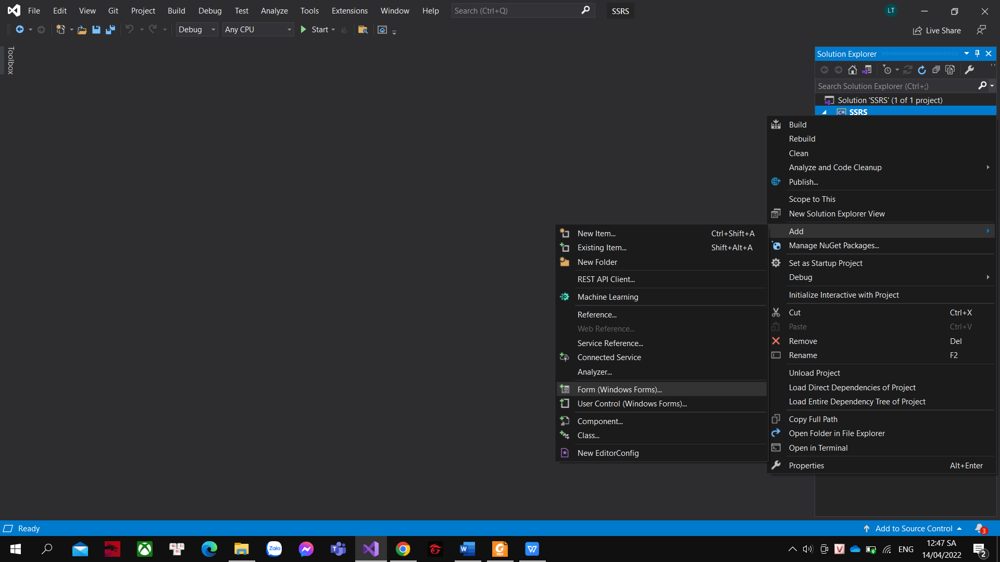 File Edit View Git Project Build Debug Test Analyze Tools Extensions Window Help Search (Ctrl+Q) SSRS LT
Debug Any CPU Start Live Share
Toolbox
Solution Explorer
Search Solution Explorer (Ctrl+;)
Solution 'SSRS' (1 of 1 project)
C# SSRS
Build
Rebuild
Clean
Analyze and Code Cleanup
Publish...
Scope to This
New Solution Explorer View
Add
Manage NuGet Packages...
Set as Startup Project
Debug
Initialize Interactive with Project
Cut Ctrl+X
Paste Ctrl+V
Remove Del
Rename F2
Unload Project
Load Direct Dependencies of Project
Load Entire Dependency Tree of Project
Copy Full Path
Open Folder in File Explorer
Open in Terminal
Properties Alt+Enter
New Item... Ctrl+Shift+A
Existing Item... Shift+Alt+A
New Folder
REST API Client...
Machine Learning
Reference...
Web Reference...
Service Reference...
Connected Service
Analyzer...
Form (Windows Forms)...
User Control (Windows Forms)...
Component...
Class...
New EditorConfig
Ready Add to Source Control 3
Zalo W PDF W V ENG 12:47 SA
14/04/2022 2